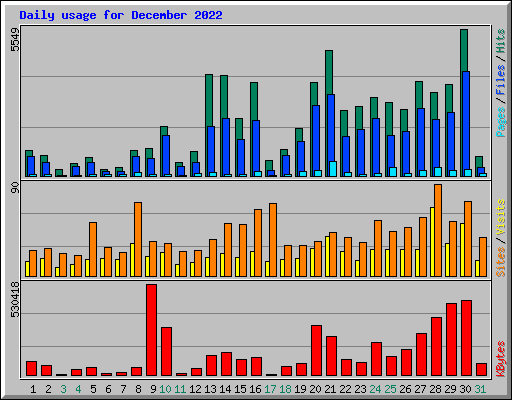 Daily usage for December 2022
5549
Pages / Files / Hits
90
Sites / Visits
530418
KBytes
1 2 3 4 5 6 7 8 9 10 11 12 13 14 15 16 17 18 19 20 21 22 23 24 25 26 27 28 29 30 31